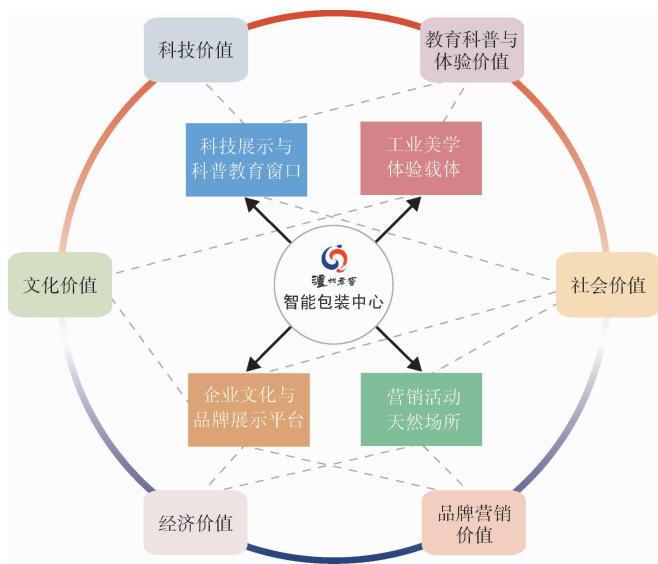 科技价值
教育科普与
体验价值
科技展示与
科普教育窗口
工业美学
体验载体
文化价值
泸州老窖
智能包装中心
社会价值
企业文化与
品牌展示平台
营销活动
天然场所
经济价值
品牌营销
价值